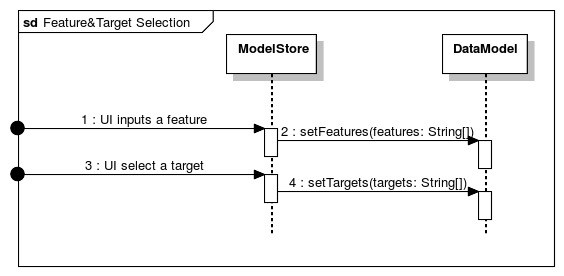 sd Feature&Target Selection
ModelStore
DataModel
1 : UI inputs a feature
2 : setFeatures(features: String[])
3 : UI select a target
4 : setTargets(targets: String[])